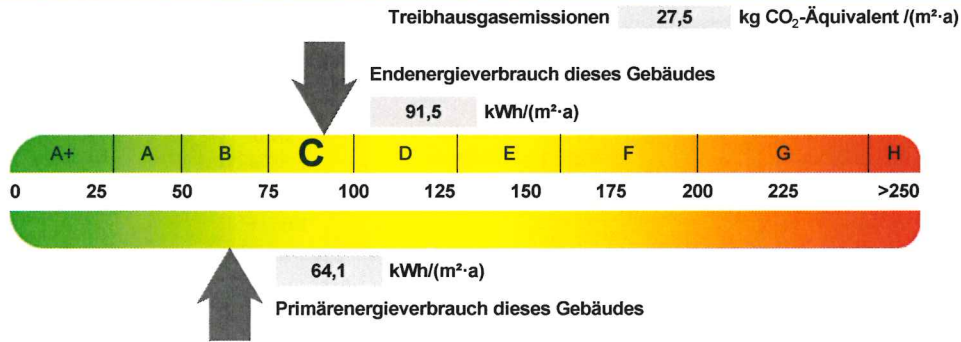 Treibhausgasemissionen 27,5 kg CO₂-Äquivalent /(m²·a)
Endenergieverbrauch dieses Gebäudes
91,5 kWh/(m²·a)
A+ A B C D E F G H
0 25 50 75 100 125 150 175 200 225 >250
64,1 kWh/(m²·a)
Primärenergieverbrauch dieses Gebäudes